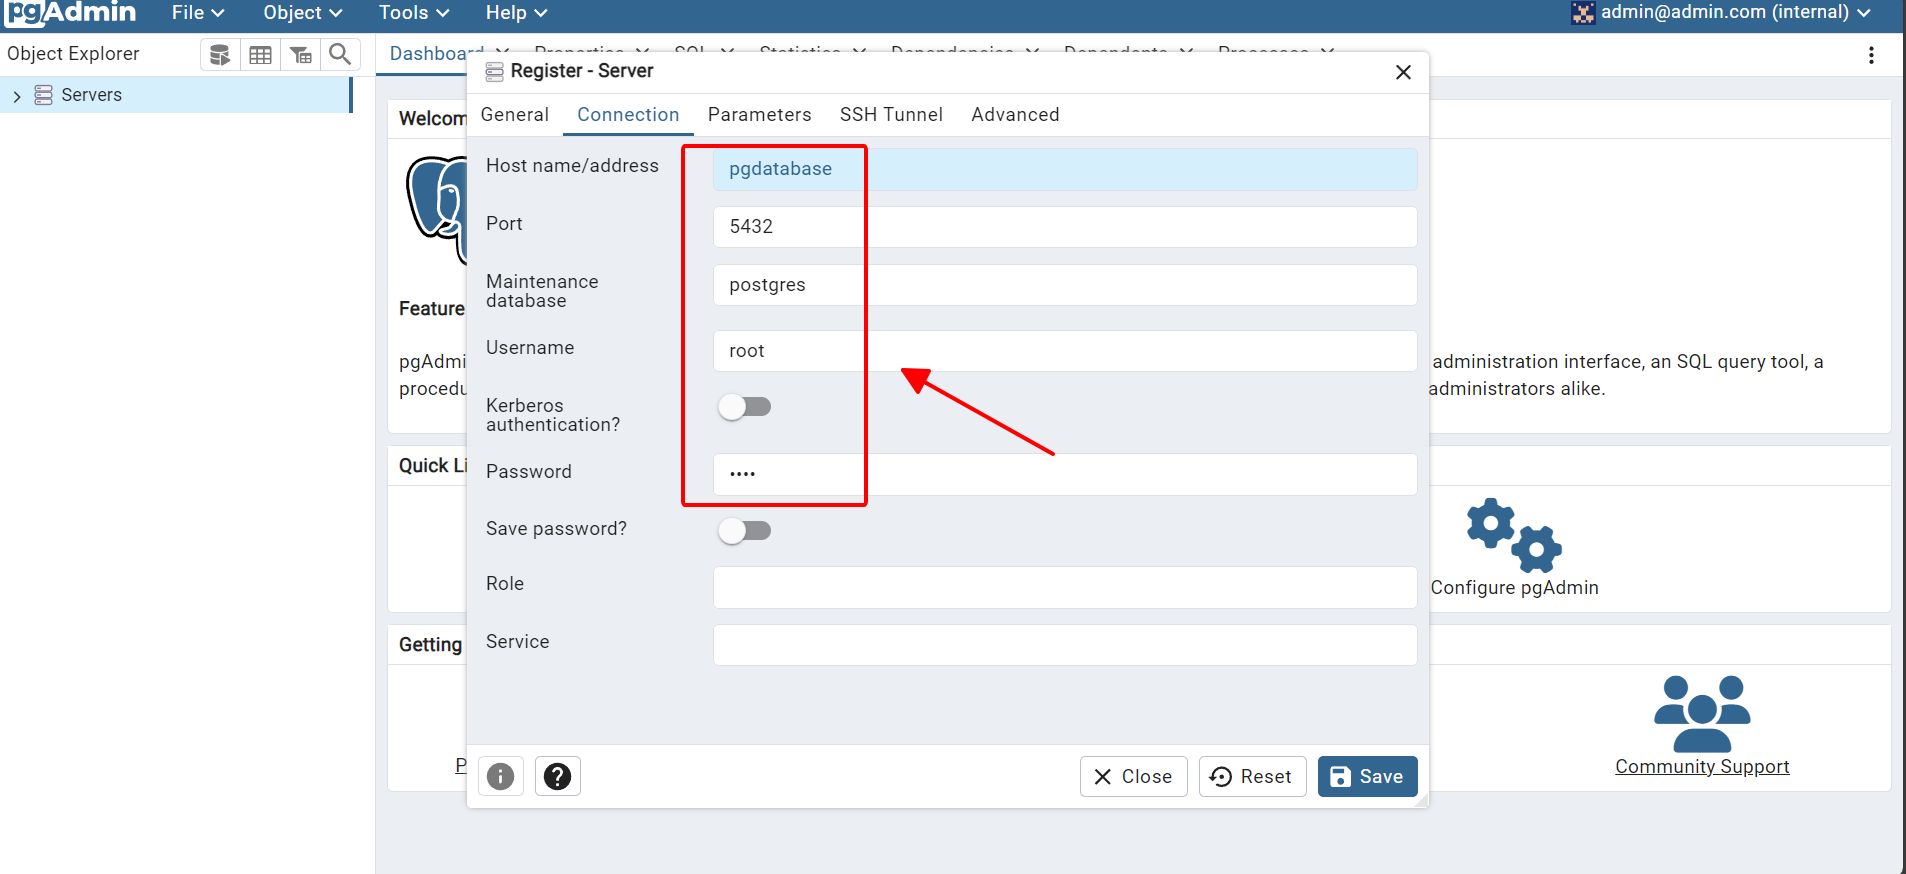 pgAdmin File Object Tools Help admin@admin.com (internal)
Object Explorer
Dashboard Properties SQL Statistics Dependencies Dependents Processes
Servers
Register - Server
General Connection Parameters SSH Tunnel Advanced
Welcom
Host name/address pgdatabase
Port 5432
Maintenance database postgres
Username root
Kerberos authentication?
Password ••••
Save password?
Role
Service
Feature
pgAdmi administration interface, an SQL query tool, a
procedu administrators alike.
Quick Li
Configure pgAdmin
Getting
P
Community Support
Close Reset Save